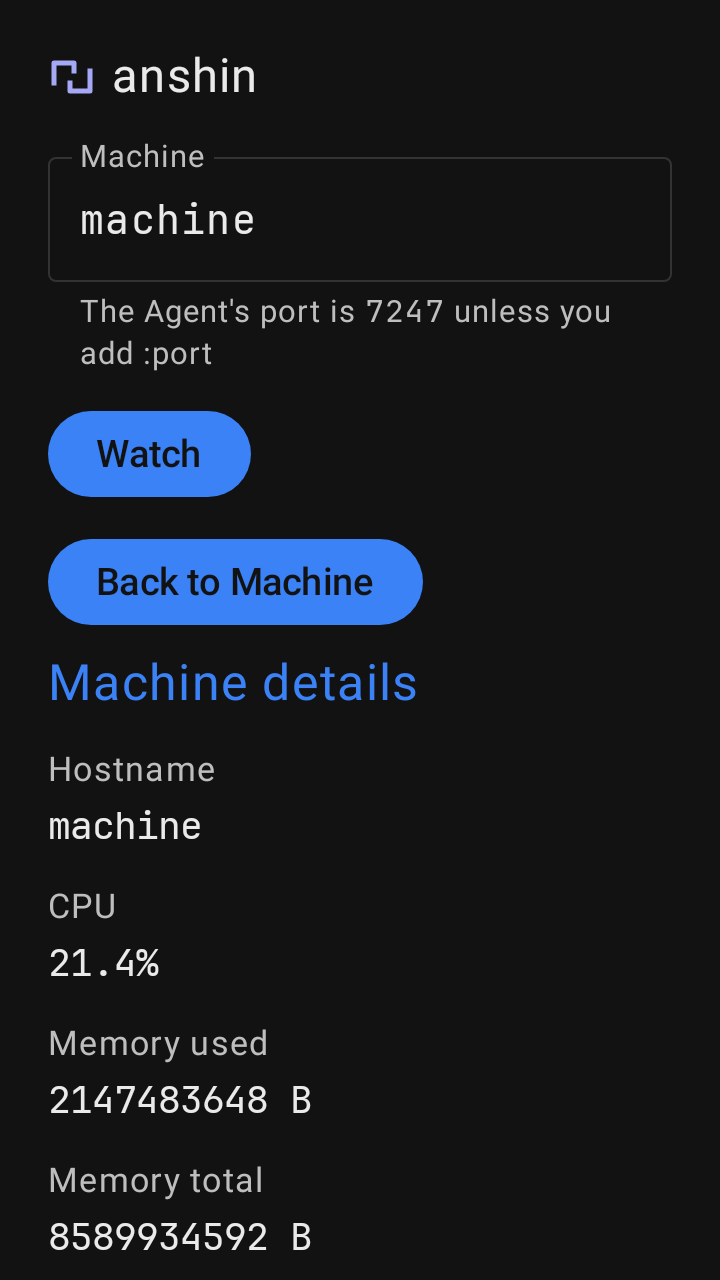 anshin
Machine
machine
The Agent's port is 7247 unless you
add :port
Watch
Back to Machine
Machine details
Hostname
machine
CPU
21.4%
Memory used
2147483648 B
Memory total
8589934592 B